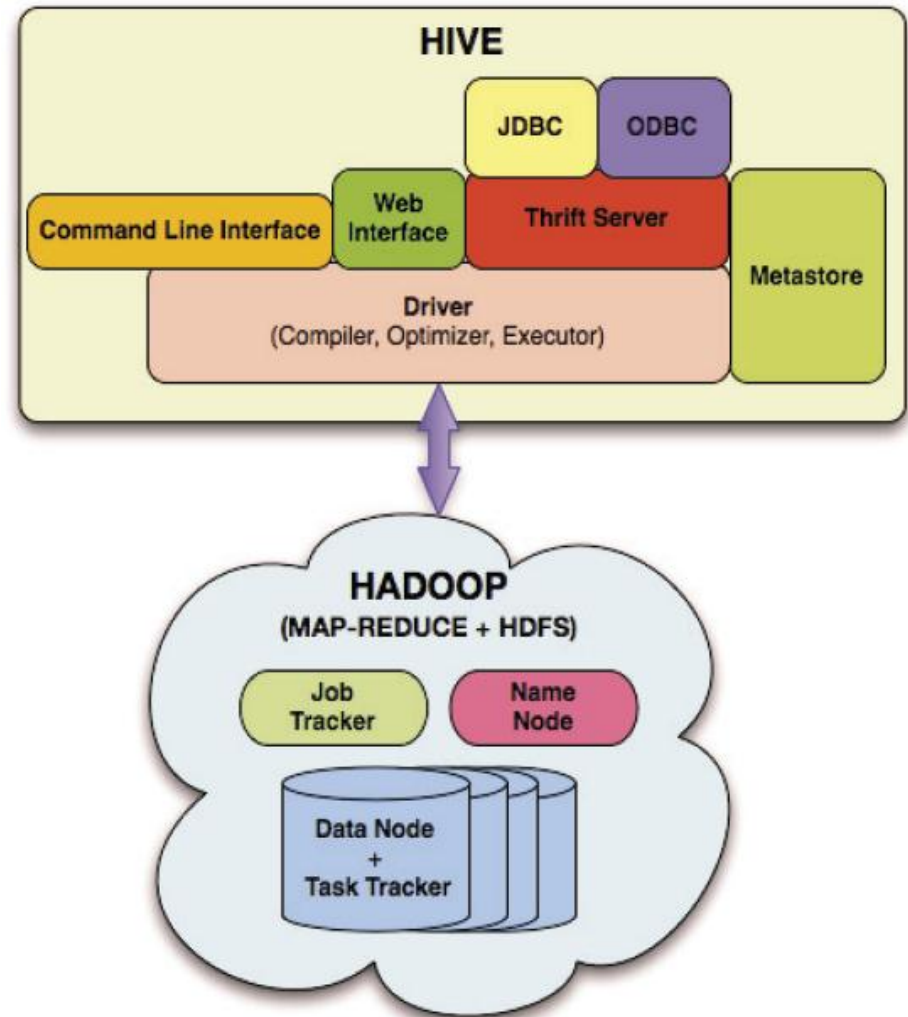 HIVE
JDBC
ODBC
Command Line Interface
Web
Interface
Thrift Server
Metastore
Driver
(Compiler, Optimizer, Executor)
HADOOP
(MAP-REDUCE + HDFS)
Job
Tracker
Name
Node
Data Node
+
Task Tracker